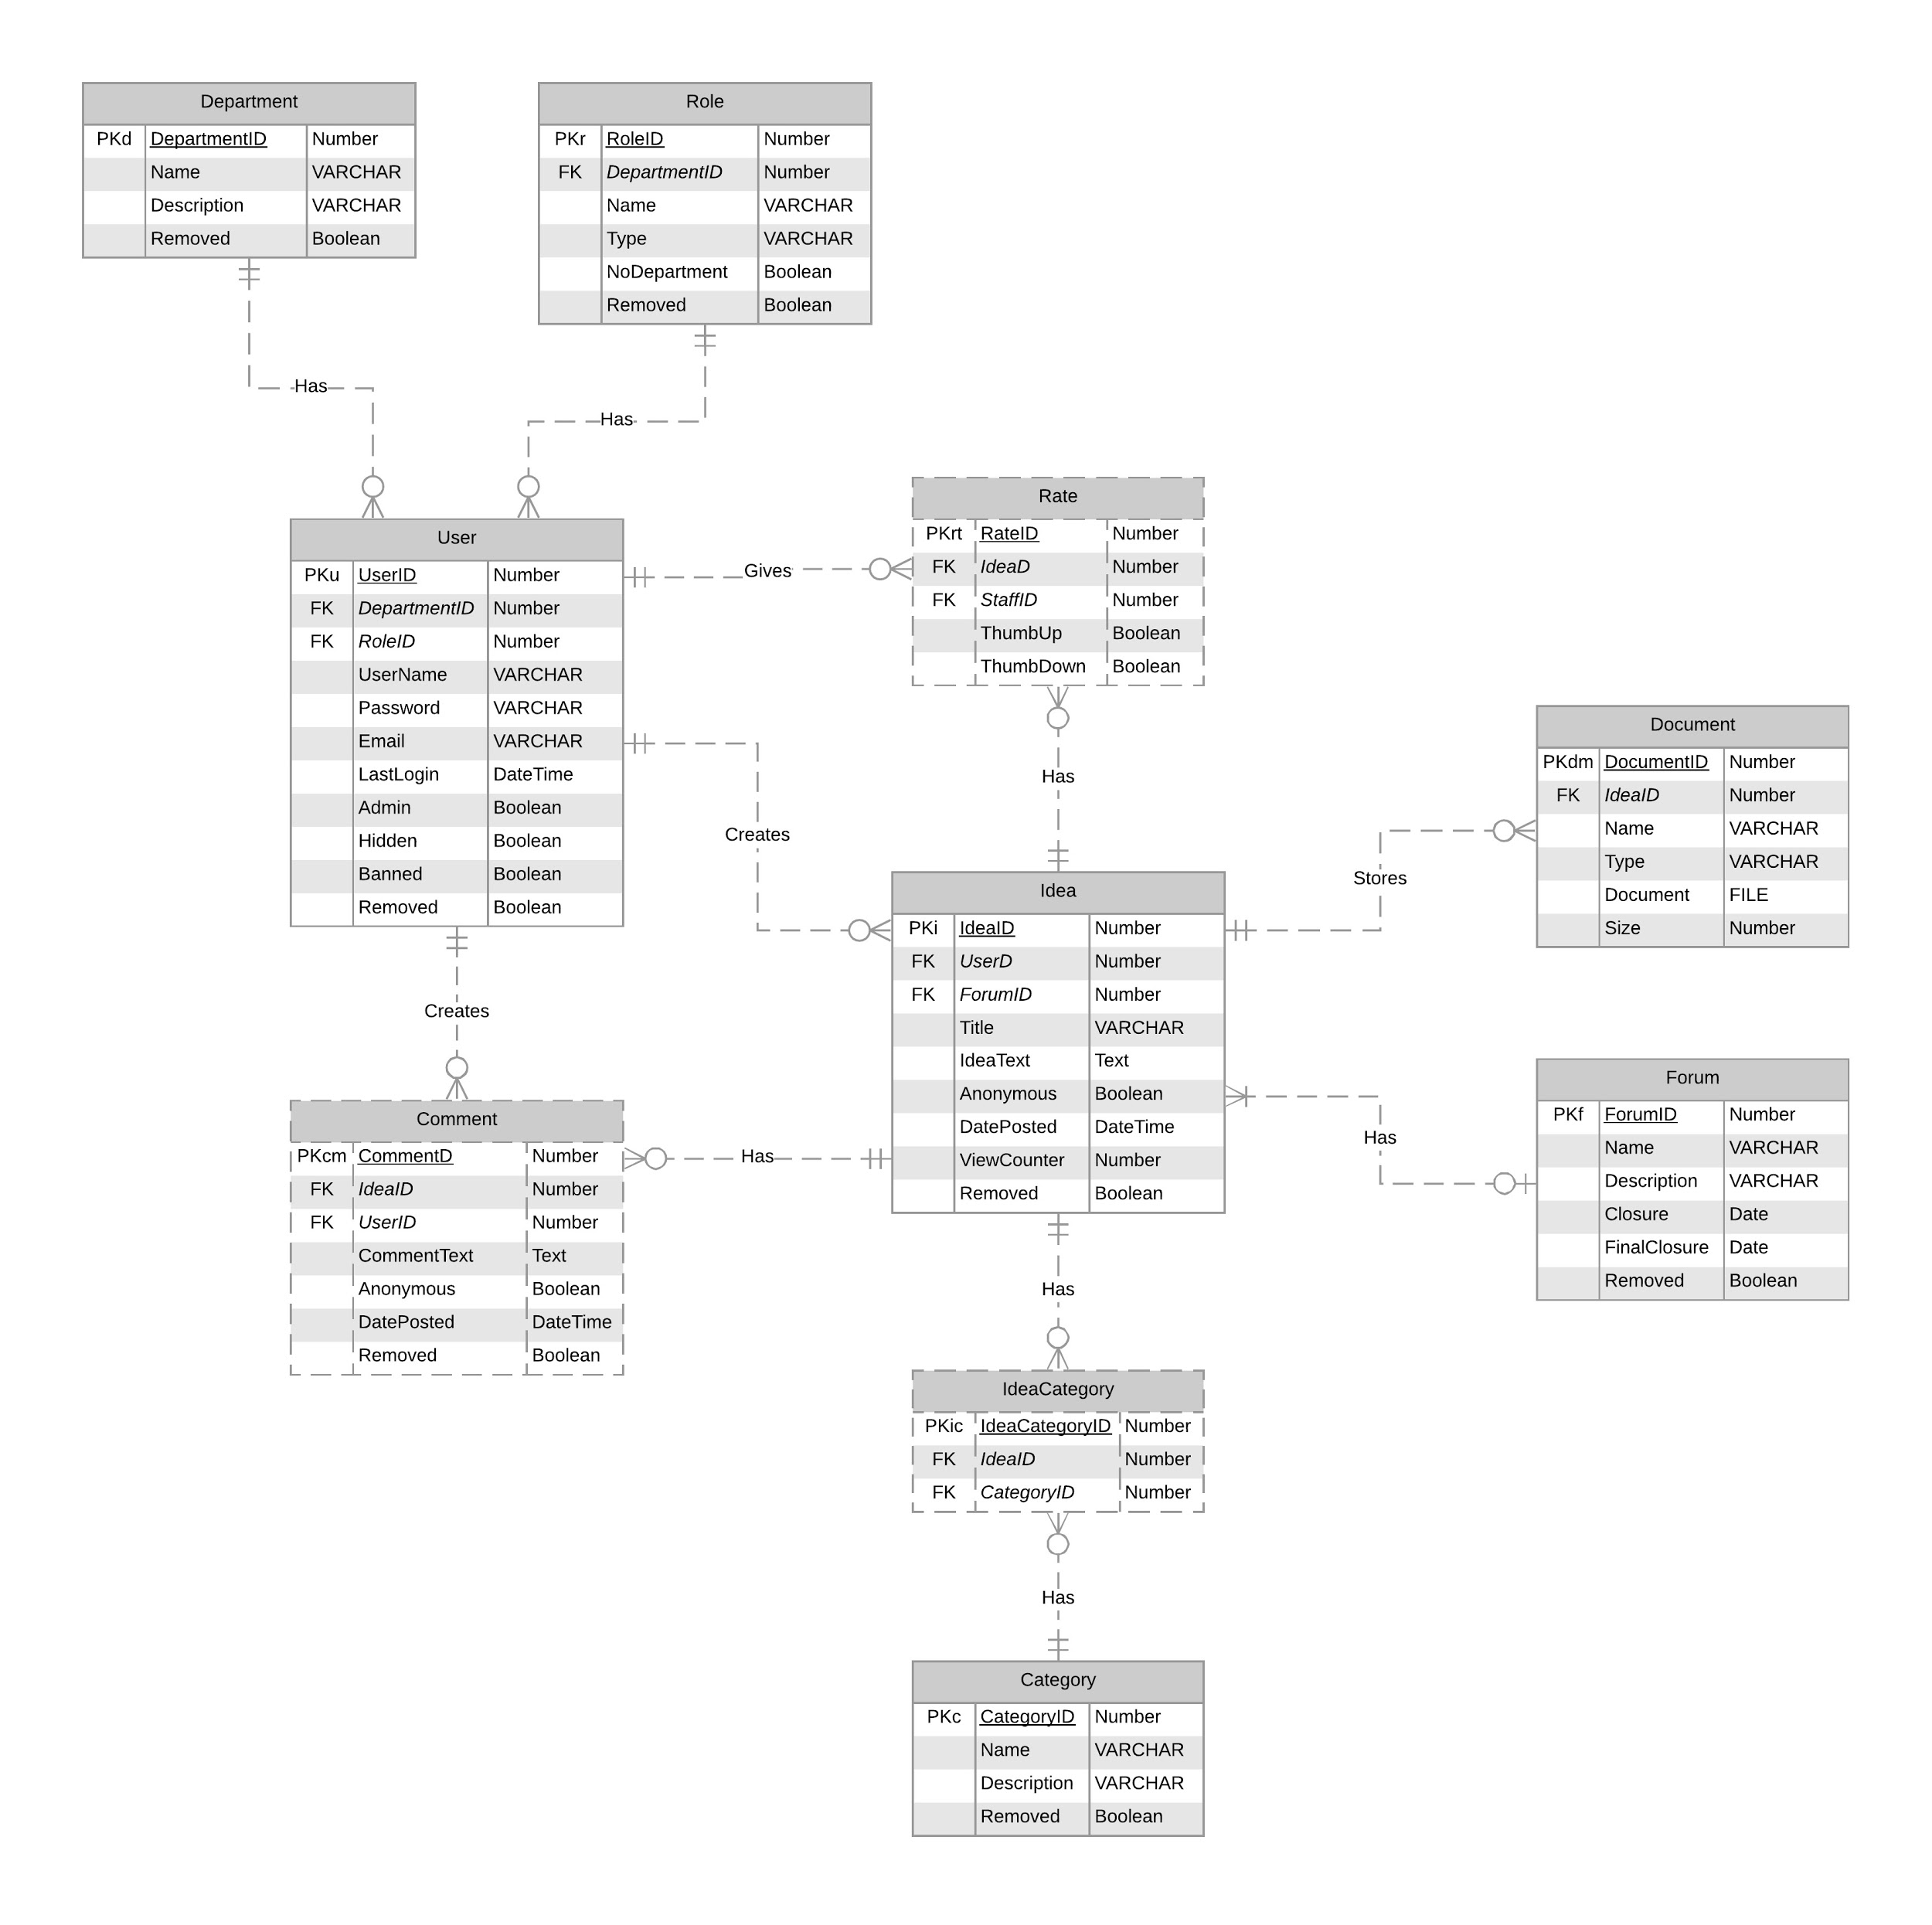 Department
PKd DepartmentID Number
Name VARCHAR
Description VARCHAR
Removed Boolean
Role
PKr RoleID Number
FK DepartmentID Number
Name VARCHAR
Type VARCHAR
NoDepartment Boolean
Removed Boolean
Has
Has
User
PKu UserID Number
FK DepartmentID Number
FK RoleID Number
UserName VARCHAR
Password VARCHAR
Email VARCHAR
LastLogin DateTime
Admin Boolean
Hidden Boolean
Banned Boolean
Removed Boolean
Gives
Rate
PKrt RateID Number
FK IdeaD Number
FK StaffID Number
ThumbUp Boolean
ThumbDown Boolean
Has
Creates
Document
PKdm DocumentID Number
FK IdeaID Number
Name VARCHAR
Type VARCHAR
Document FILE
Size Number
Stores
Idea
PKi IdeaID Number
FK UserD Number
FK ForumID Number
Title VARCHAR
IdeaText Text
Anonymous Boolean
DatePosted DateTime
ViewCounter Number
Removed Boolean
Creates
Forum
PKf ForumID Number
Name VARCHAR
Description VARCHAR
Closure Date
FinalClosure Date
Removed Boolean
Has
Comment
PKcm CommentD Number
FK IdeaID Number
FK UserID Number
CommentText Text
Anonymous Boolean
DatePosted DateTime
Removed Boolean
Has
Has
IdeaCategory
PKic IdeaCategoryID Number
FK IdeaID Number
FK CategoryID Number
Has
Category
PKc CategoryID Number
Name VARCHAR
Description VARCHAR
Removed Boolean